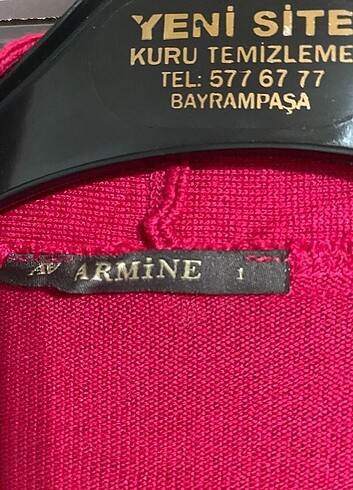 YENİ SİTE
KURU TEMİZLEME
TEL: 577 67 77
BAYRAMPAŞA
ARMİNE 1